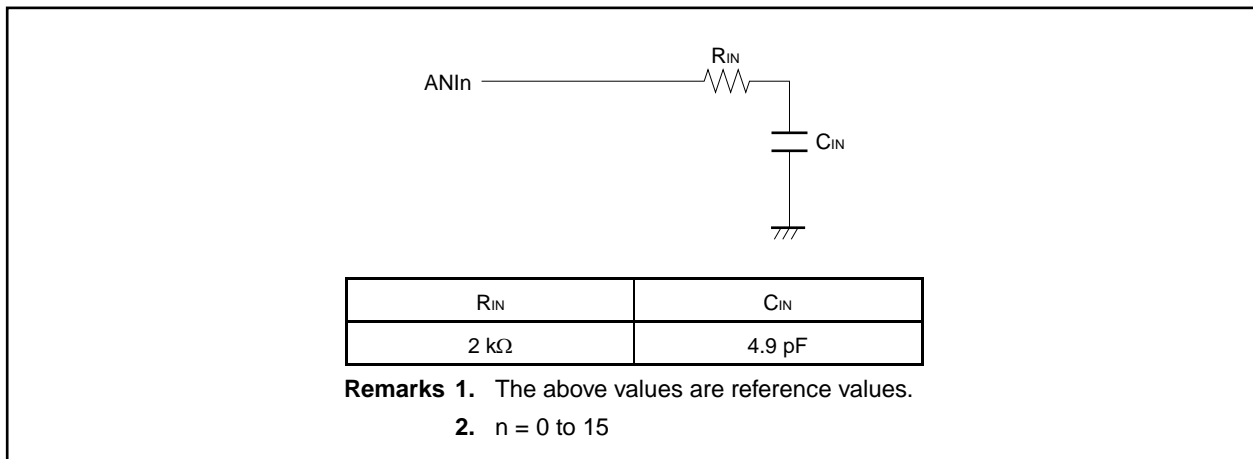 RIN
ANIn
CIN
RIN CIN
2 kΩ 4.9 pF
Remarks 1. The above values are reference values.
2. n = 0 to 15